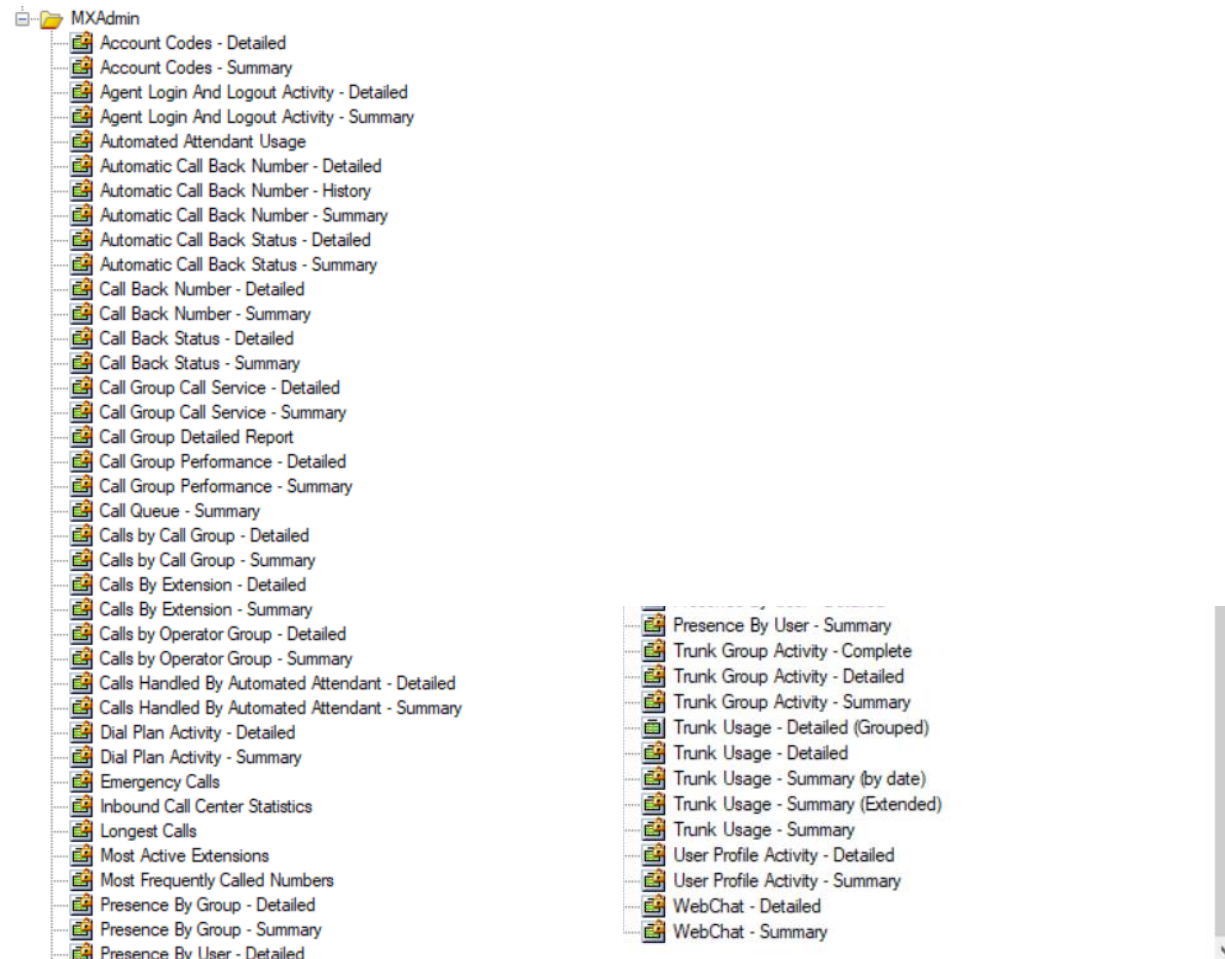 MXAdmin
Account Codes - Detailed
Account Codes - Summary
Agent Login And Logout Activity - Detailed
Agent Login And Logout Activity - Summary
Automated Attendant Usage
Automatic Call Back Number - Detailed
Automatic Call Back Number - History
Automatic Call Back Number - Summary
Automatic Call Back Status - Detailed
Automatic Call Back Status - Summary
Call Back Number - Detailed
Call Back Number - Summary
Call Back Status - Detailed
Call Back Status - Summary
Call Group Call Service - Detailed
Call Group Call Service - Summary
Call Group Detailed Report
Call Group Performance - Detailed
Call Group Performance - Summary
Call Queue - Summary
Calls by Call Group - Detailed
Calls by Call Group - Summary
Calls By Extension - Detailed
Calls By Extension - Summary
Calls by Operator Group - Detailed
Calls by Operator Group - Summary
Calls Handled By Automated Attendant - Detailed
Calls Handled By Automated Attendant - Summary
Dial Plan Activity - Detailed
Dial Plan Activity - Summary
Emergency Calls
Inbound Call Center Statistics
Longest Calls
Most Active Extensions
Most Frequently Called Numbers
Presence By Group - Detailed
Presence By Group - Summary
Presence By User - Detailed
Presence By User - Summary
Trunk Group Activity - Complete
Trunk Group Activity - Detailed
Trunk Group Activity - Summary
Trunk Usage - Detailed (Grouped)
Trunk Usage - Detailed
Trunk Usage - Summary (by date)
Trunk Usage - Summary (Extended)
Trunk Usage - Summary
User Profile Activity - Detailed
User Profile Activity - Summary
WebChat - Detailed
WebChat - Summary